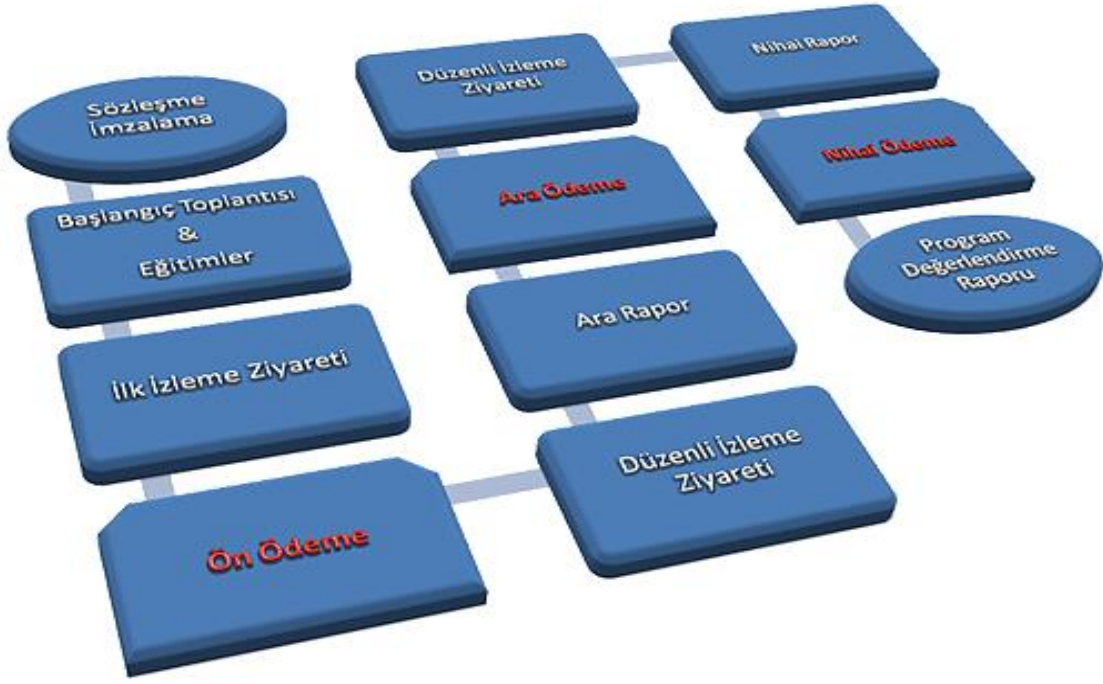 Sözleşme
İmzalama
Başlangıç Toplantısı
&
Eğitimler
İlk İzleme Ziyareti
Ön Ödeme
Düzenli İzleme
Ziyareti
Ara Rapor
Ara Ödeme
Düzenli İzleme
Ziyareti
Nihai Rapor
Nihai Ödeme
Program
Değerlendirme
Raporu